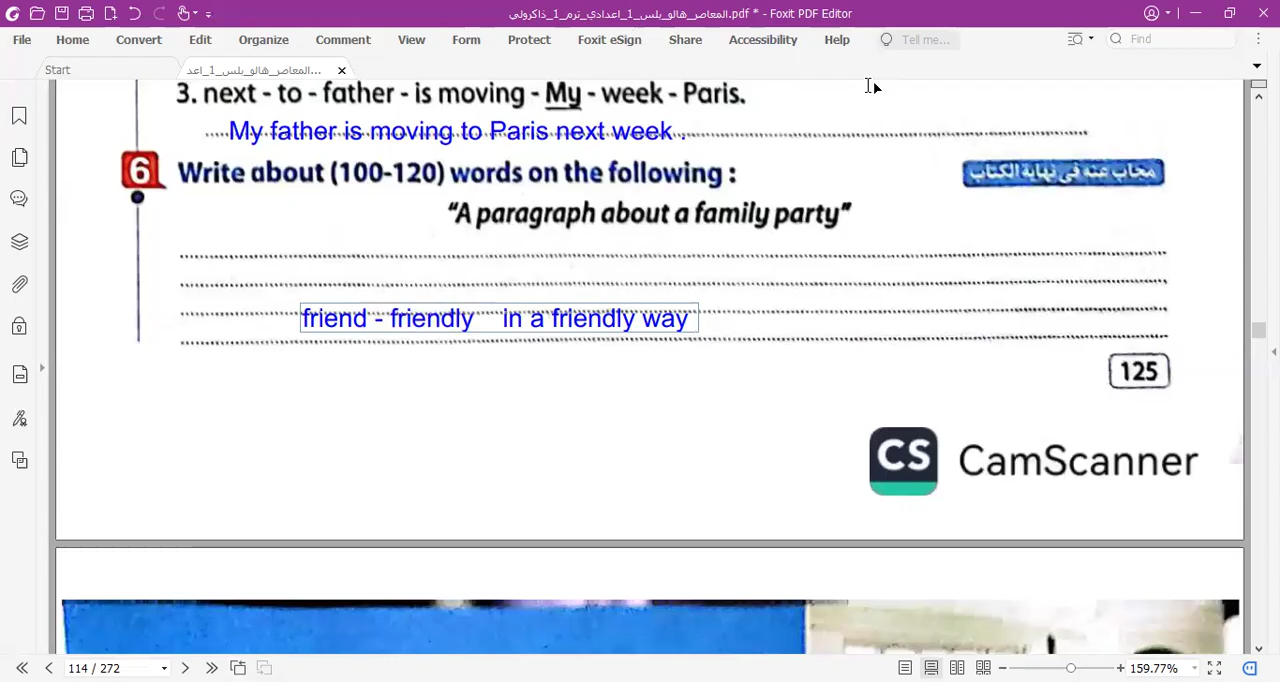 المعاصر_هالو_بلس_1_اعدادي_ترم_1_ذاكرولي.pdf * - Foxit PDF Editor
File Home Convert Edit Organize Comment View Form Protect Foxit eSign Share Accessibility Help Tell me... Find
Start المعاصر_هالو_بلس_1_اعد...
3. next - to - father - is moving - My - week - Paris.
My father is moving to Paris next week .
6 Write about (100-120) words on the following : مجاب عنه فى نهاية الكتاب
"A paragraph about a family party"
friend - friendly in a friendly way
125
CS CamScanner
114 / 272 159.77%